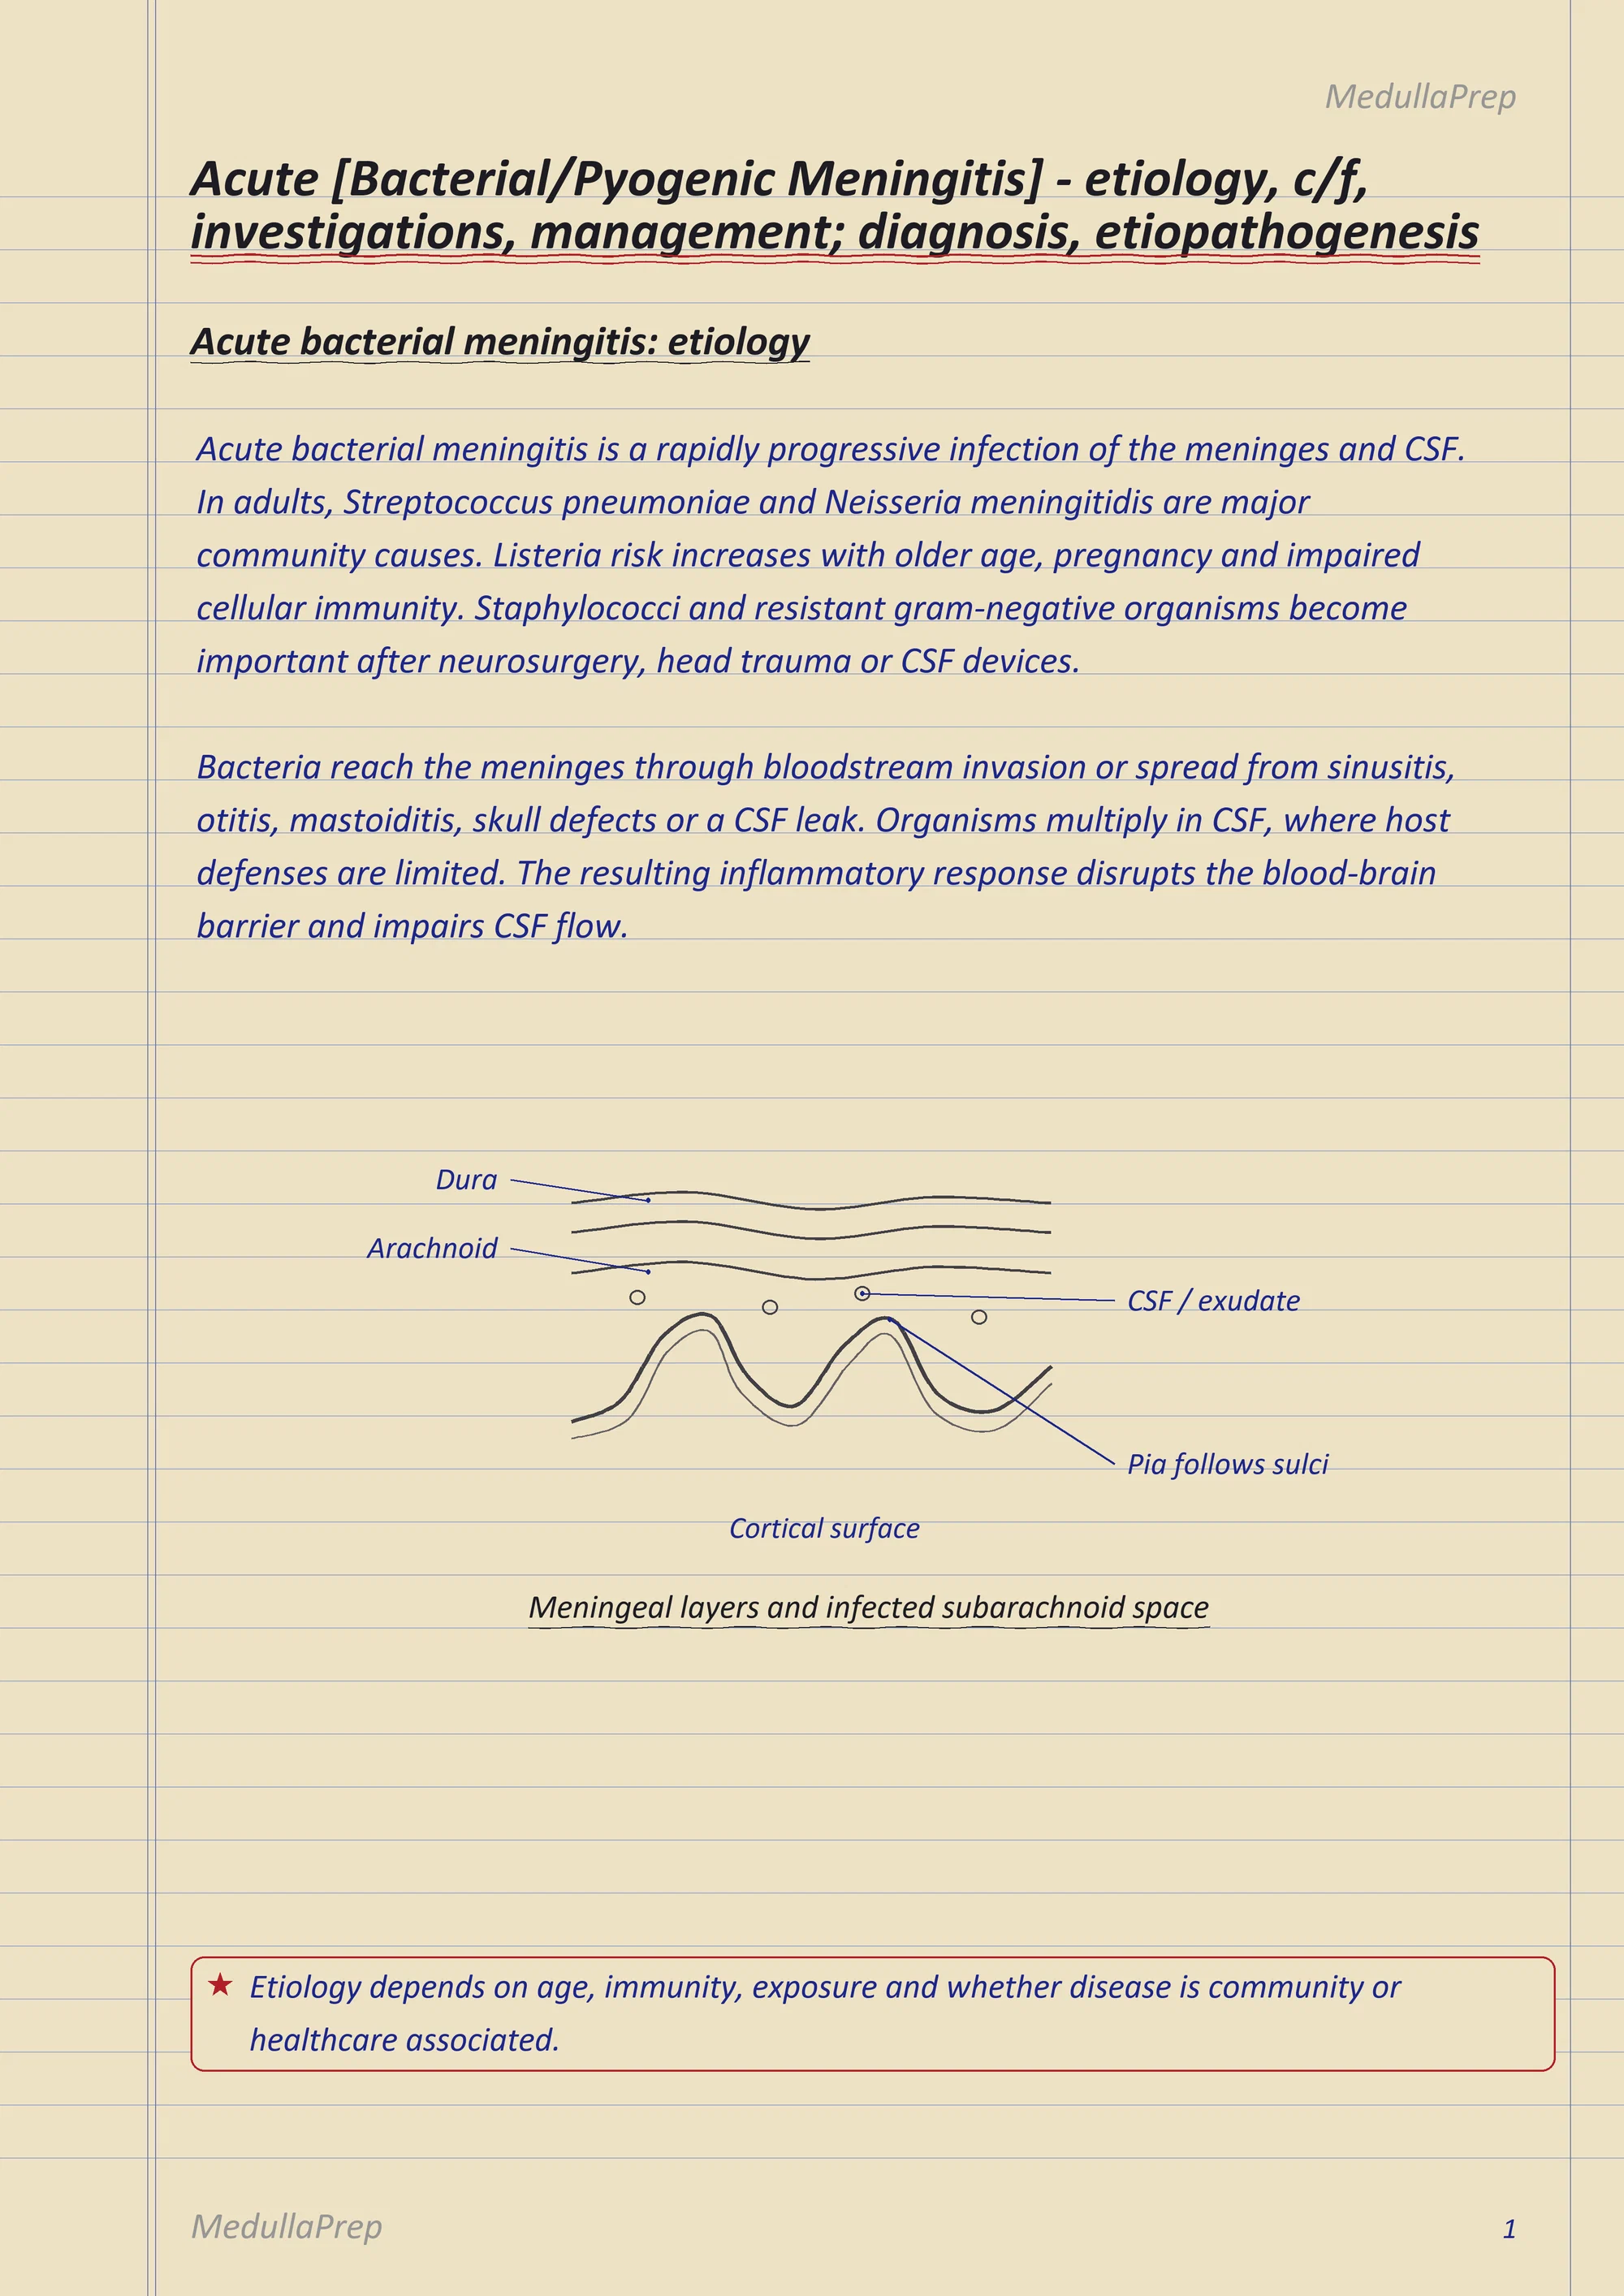 MedullaPrep
Acute [Bacterial/Pyogenic Meningitis] - etiology, c/f,
investigations, management; diagnosis, etiopathogenesis
Acute bacterial meningitis: etiology
Acute bacterial meningitis is a rapidly progressive infection of the meninges and CSF.
In adults, Streptococcus pneumoniae and Neisseria meningitidis are major
community causes. Listeria risk increases with older age, pregnancy and impaired
cellular immunity. Staphylococci and resistant gram-negative organisms become
important after neurosurgery, head trauma or CSF devices.
Bacteria reach the meninges through bloodstream invasion or spread from sinusitis,
otitis, mastoiditis, skull defects or a CSF leak. Organisms multiply in CSF, where host
defenses are limited. The resulting inflammatory response disrupts the blood-brain
barrier and impairs CSF flow.
Dura
Arachnoid
CSF / exudate
Pia follows sulci
Cortical surface
Meningeal layers and infected subarachnoid space
★ Etiology depends on age, immunity, exposure and whether disease is community or
healthcare associated.
MedullaPrep
1